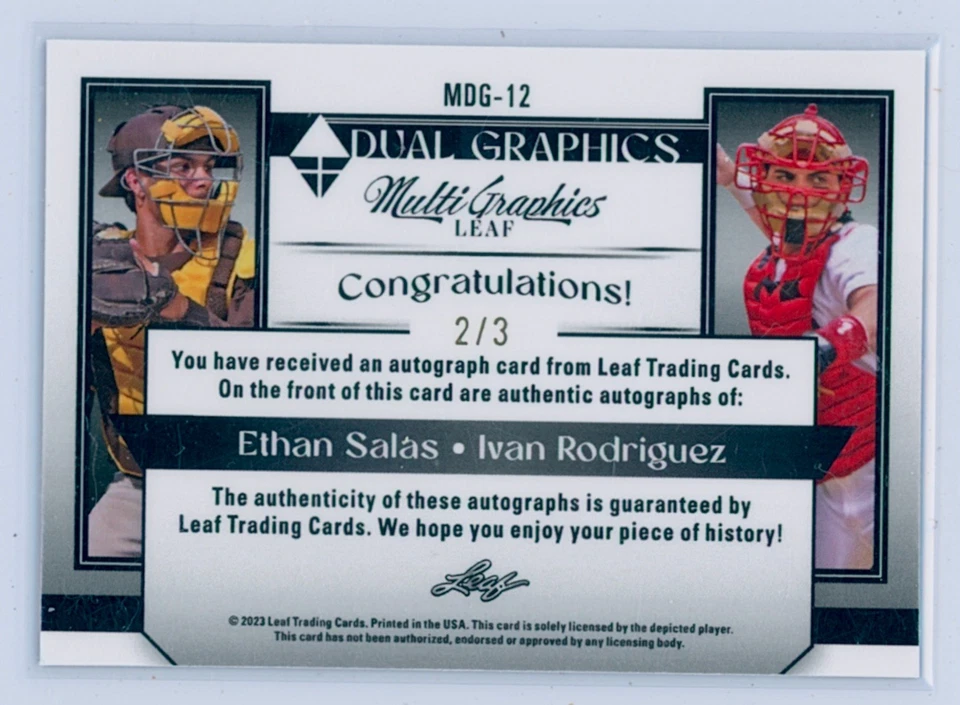 MDG-12
DUAL GRAPHICS
Multi Graphics
LEAF
Congratulations!
2/3
You have received an autograph card from Leaf Trading Cards.
On the front of this card are authentic autographs of:
Ethan Salas • Ivan Rodriguez
The authenticity of these autographs is guaranteed by
Leaf Trading Cards. We hope you enjoy your piece of history!
Leaf
© 2023 Leaf Trading Cards. Printed in the USA. This card is solely licensed by the depicted player.
This card has not been authorized, endorsed or approved by any licensing body.